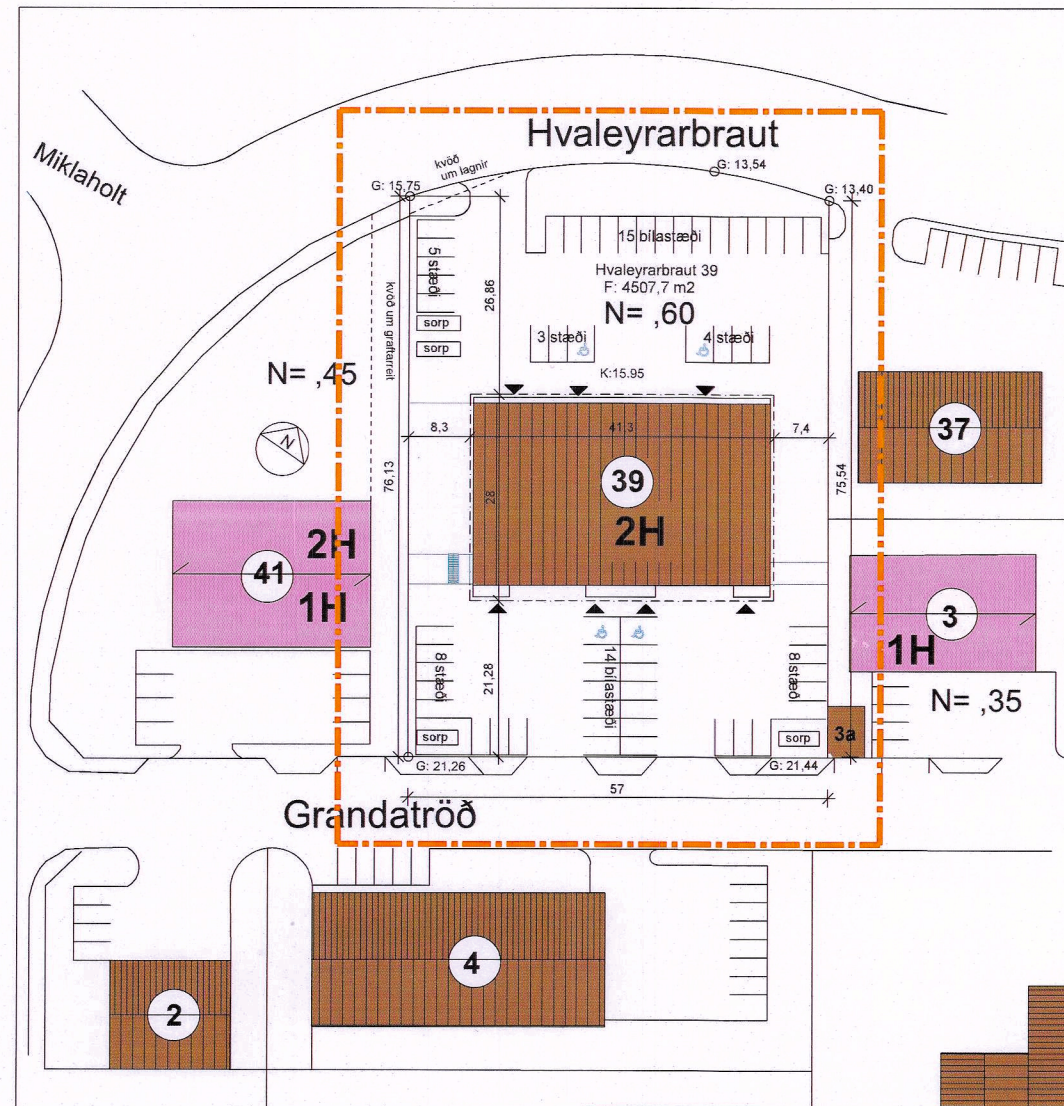 Hvaleyrarbraut
Miklaholt
kvöð
um lagnir
G: 15,75
G: 13,54
G: 13,40
15 bílastæði
5 stæði
Hvaleyrarbraut 39
F: 4507,7 m2
N= ,60
26,86
sorp
sorp
3 stæði
4 stæði
kvöð um graftarreit
N= ,45
K:15.95
8,3
41,3
7,4
37
N
76,13
28
39
2H
75,54
2H
41
1H
3
1H
8 stæði
21,28
14 bílastæði
8 stæði
N= ,35
sorp
sorp
3a
G: 21,26
G: 21,44
57
Grandatröð
4
2